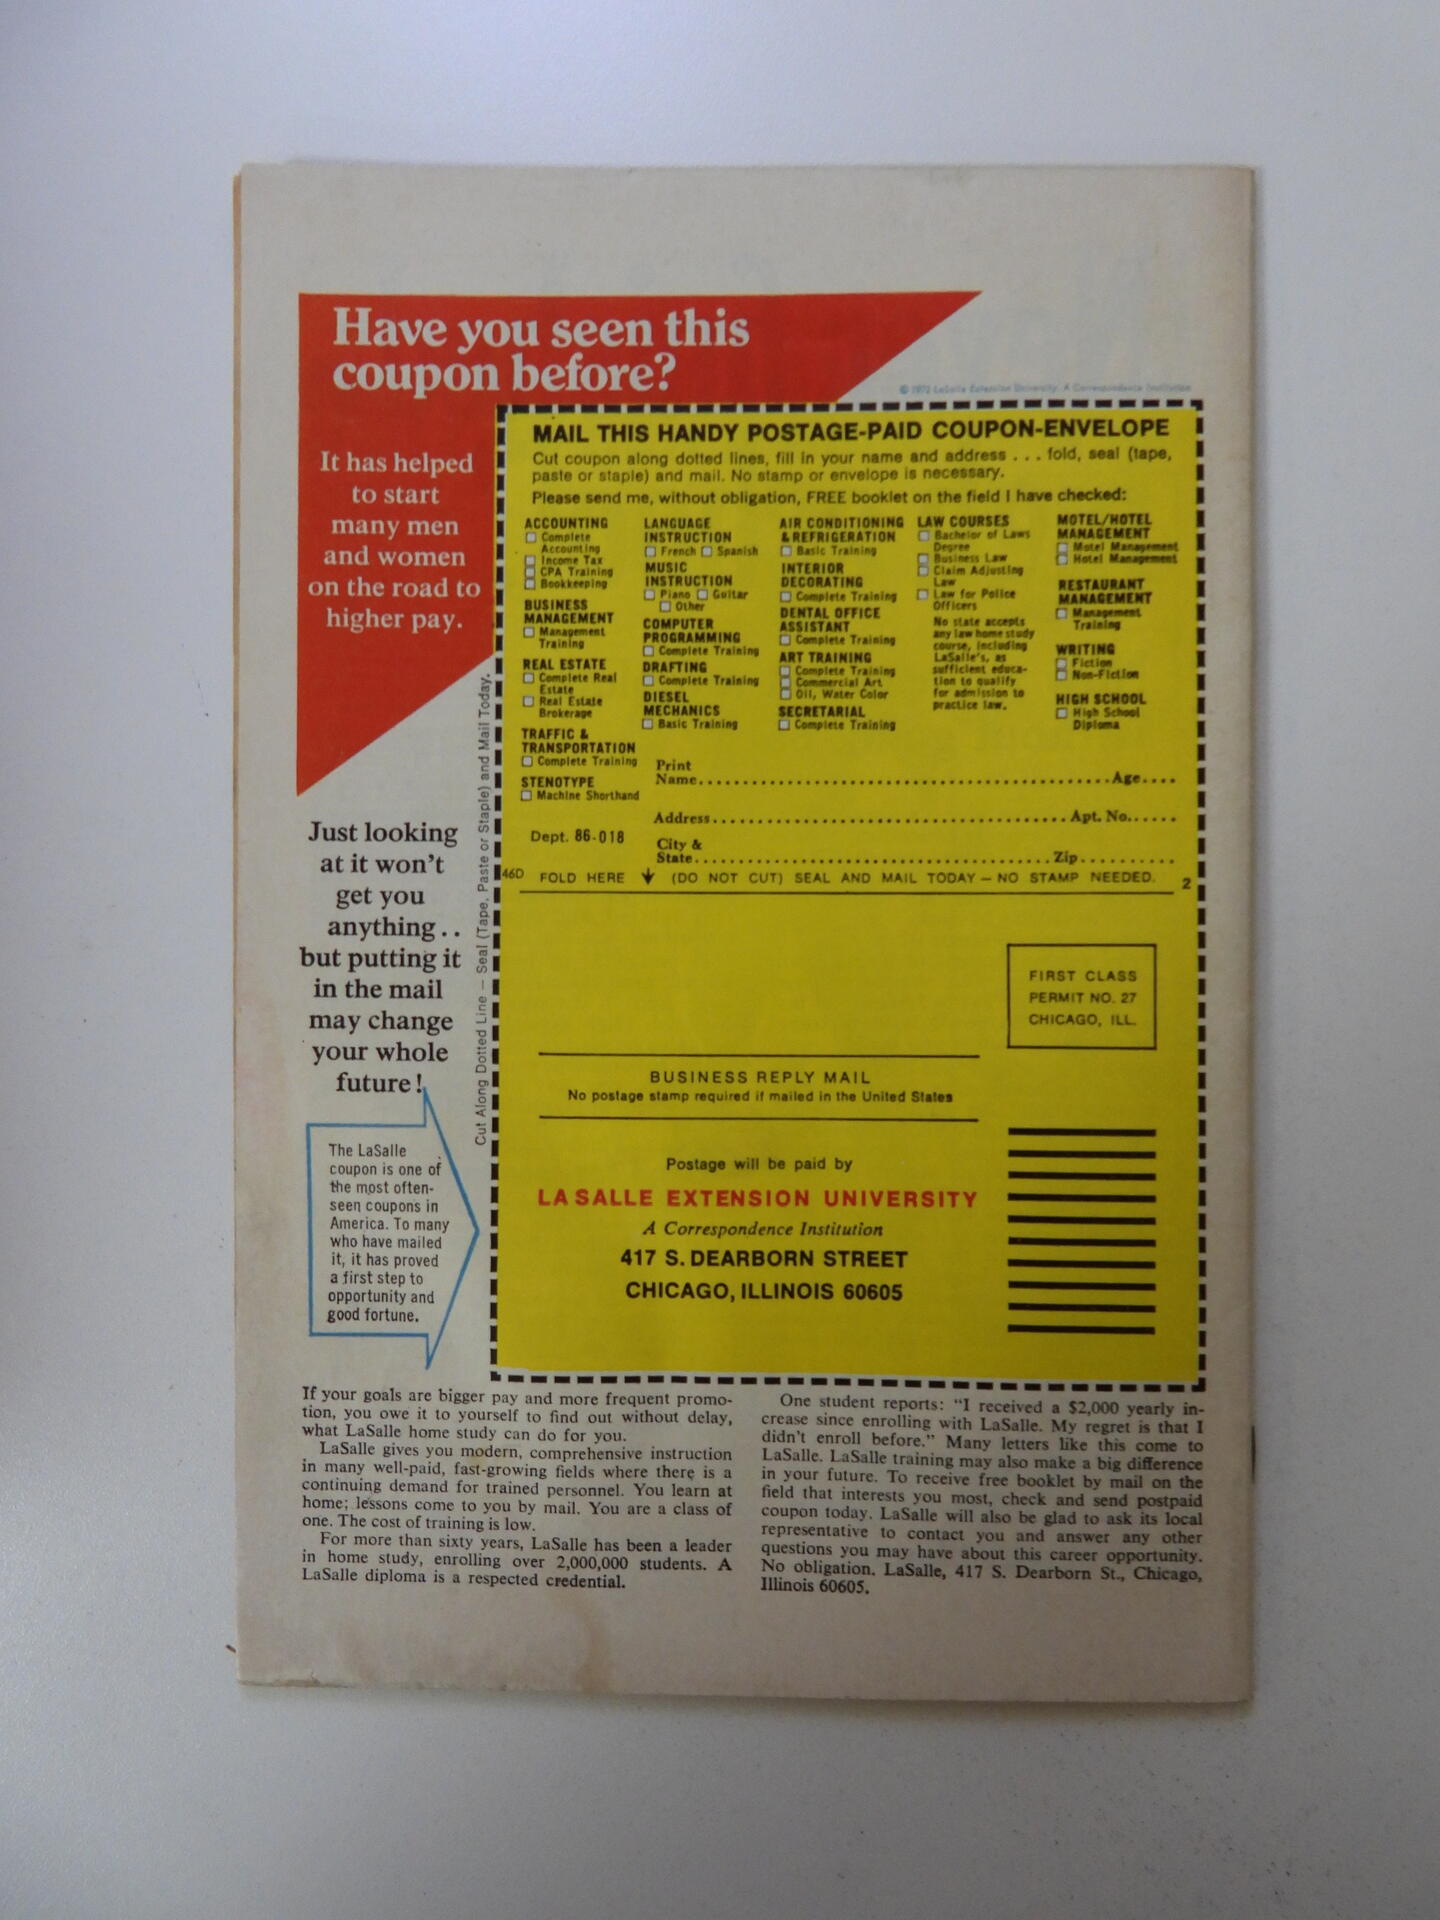 Have you seen this
coupon before?
It has helped
to start
many men
and women
on the road to
higher pay.
Just looking
at it won't
get you
anything . .
but putting it
in the mail
may change
your whole
future!
The LaSalle
coupon is one of
the most often-
seen coupons in
America. To many
who have mailed
it, it has proved
a first step to
opportunity and
good fortune.
Cut Along Dotted Line — Seal (Tape, Paste or Staple) and Mail Today.
LaSalle Extension University. A Correspondence Institution
MAIL THIS HANDY POSTAGE-PAID COUPON-ENVELOPE
Cut coupon along dotted lines, fill in your name and address . . . fold, seal (tape,
paste or staple) and mail. No stamp or envelope is necessary.
Please send me, without obligation, FREE booklet on the field I have checked:
ACCOUNTING
Complete
Accounting
Income Tax
CPA Training
Bookkeeping
BUSINESS
MANAGEMENT
Management
Training
REAL ESTATE
Complete Real
Estate
Real Estate
Brokerage
TRAFFIC &
TRANSPORTATION
Complete Training
STENOTYPE
Machine Shorthand
LANGUAGE
INSTRUCTION
French Spanish
MUSIC
INSTRUCTION
Piano Guitar
Other
COMPUTER
PROGRAMMING
Complete Training
DRAFTING
Complete Training
DIESEL
MECHANICS
Basic Training
AIR CONDITIONING
& REFRIGERATION
Basic Training
INTERIOR
DECORATING
Complete Training
DENTAL OFFICE
ASSISTANT
Complete Training
ART TRAINING
Complete Training
Commercial Art
Oil, Water Color
SECRETARIAL
Complete Training
LAW COURSES
Bachelor of Laws
Degree
Business Law
Claim Adjusting
Law
Law for Police
Officers
No state accepts
any law home study
course, including
LaSalle's, as
sufficient educa-
tion to qualify
for admission to
practice law.
MOTEL/HOTEL
MANAGEMENT
Motel Management
Hotel Management
RESTAURANT
MANAGEMENT
Management
Training
WRITING
Fiction
Non-Fiction
HIGH SCHOOL
High School
Diploma
Print
Name.......Age....
Address.......Apt. No......
Dept. 86-018
City &
State.......Zip..........
46D FOLD HERE ↓ (DO NOT CUT) SEAL AND MAIL TODAY — NO STAMP NEEDED. 2
FIRST CLASS
PERMIT NO. 27
CHICAGO, ILL.
BUSINESS REPLY MAIL
No postage stamp required if mailed in the United States
Postage will be paid by
LA SALLE EXTENSION UNIVERSITY
A Correspondence Institution
417 S. DEARBORN STREET
CHICAGO, ILLINOIS 60605
If your goals are bigger pay and more frequent promo-
tion, you owe it to yourself to find out without delay,
what LaSalle home study can do for you.
LaSalle gives you modern, comprehensive instruction
in many well-paid, fast-growing fields where there is a
continuing demand for trained personnel. You learn at
home; lessons come to you by mail. You are a class of
one. The cost of training is low.
For more than sixty years, LaSalle has been a leader
in home study, enrolling over 2,000,000 students. A
LaSalle diploma is a respected credential.
One student reports: "I received a $2,000 yearly in-
crease since enrolling with LaSalle. My regret is that I
didn't enroll before." Many letters like this come to
LaSalle. LaSalle training may also make a big difference
in your future. To receive free booklet by mail on the
field that interests you most, check and send postpaid
coupon today. LaSalle will also be glad to ask its local
representative to contact you and answer any other
questions you may have about this career opportunity.
No obligation. LaSalle, 417 S. Dearborn St., Chicago,
Illinois 60605.